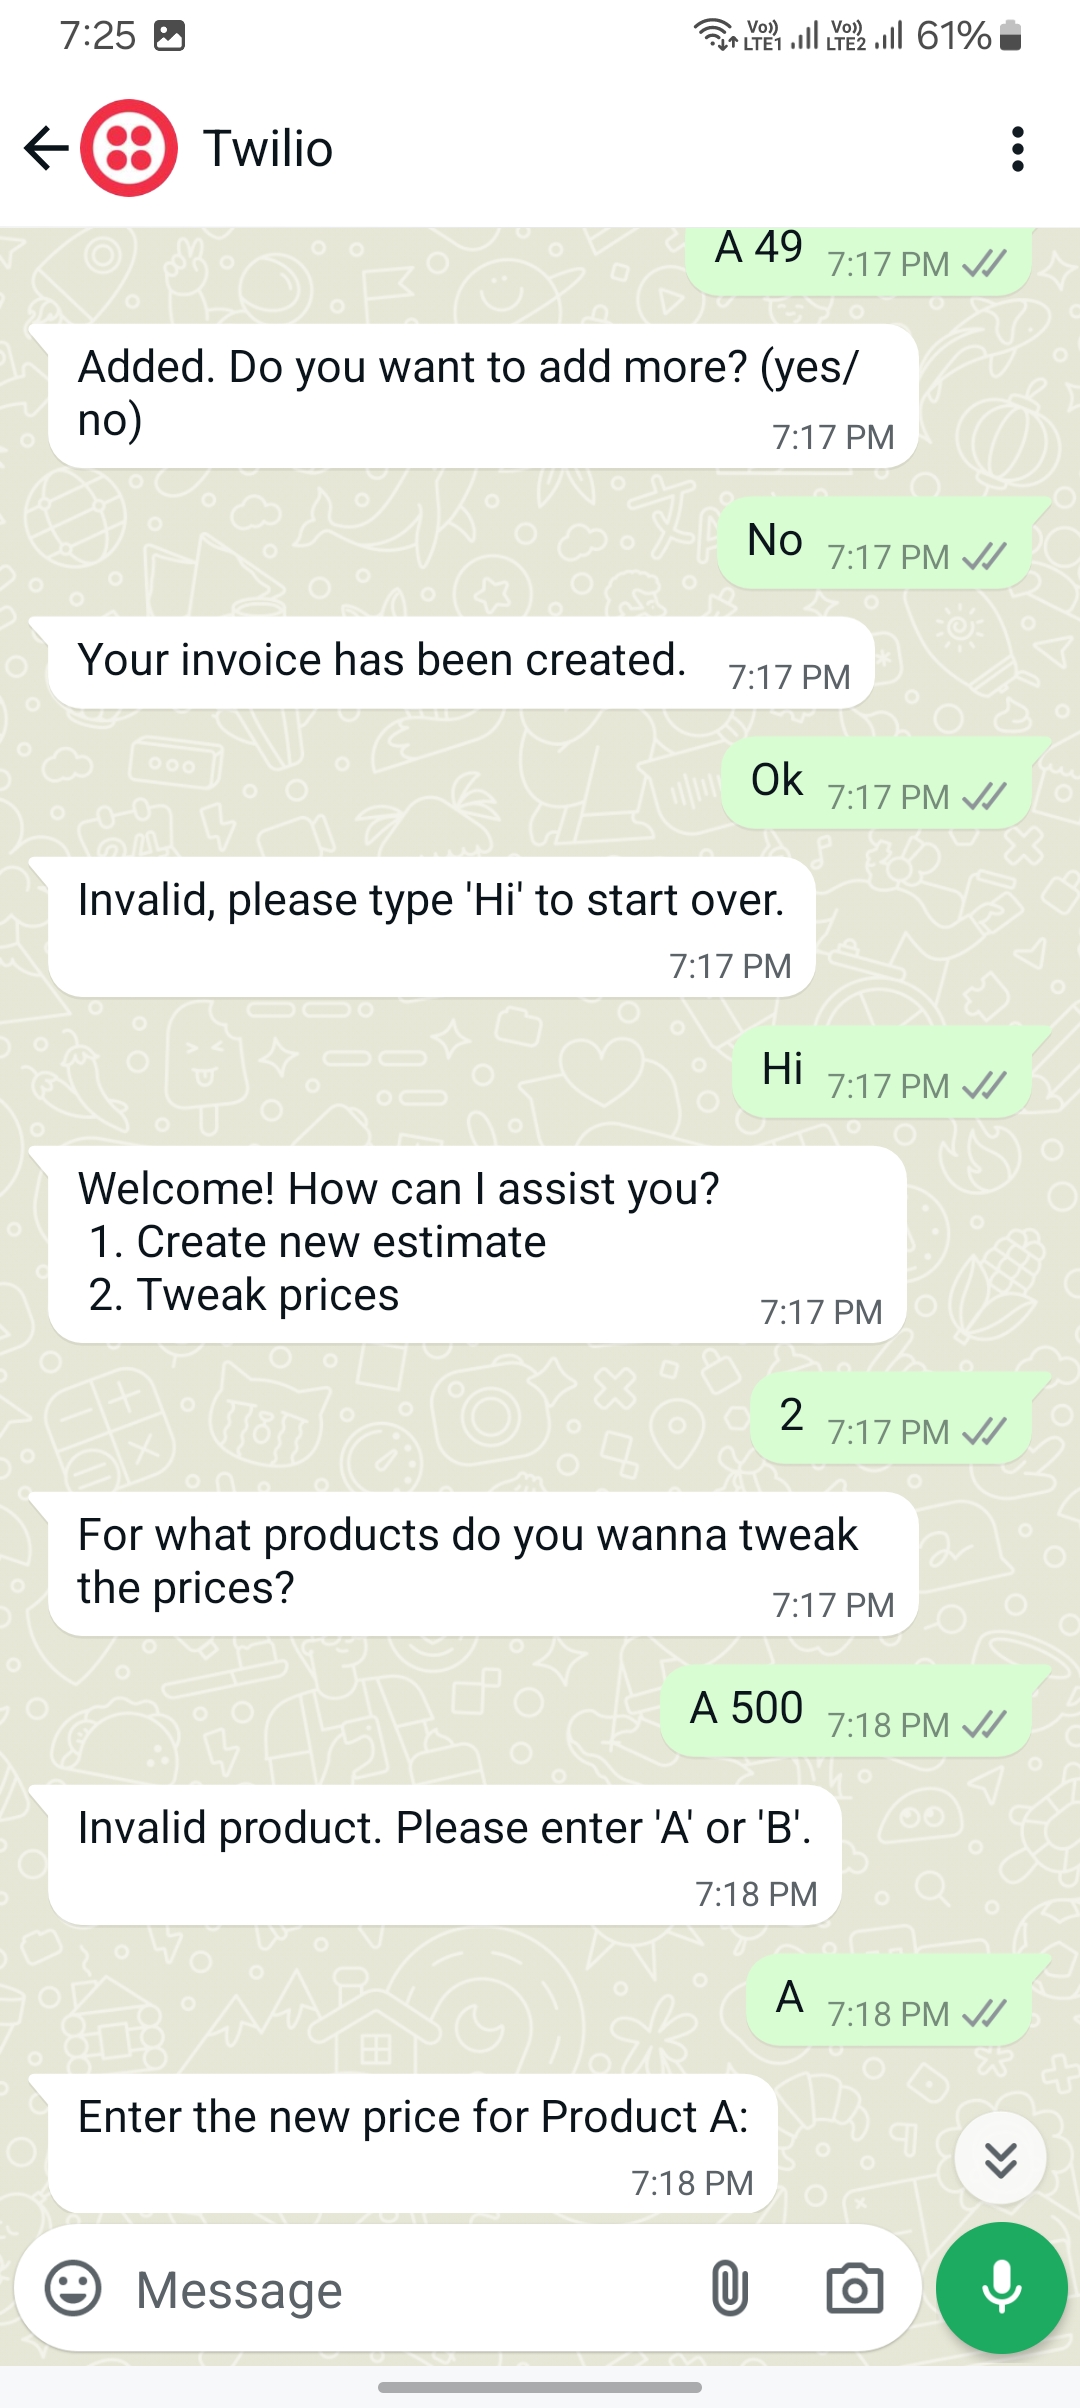 7:25 Vo)) LTE1 Vo)) LTE2 61%
Twilio
A 49 7:17 PM
Added. Do you want to add more? (yes/
no)
7:17 PM
No 7:17 PM
Your invoice has been created. 7:17 PM
Ok 7:17 PM
Invalid, please type 'Hi' to start over.
7:17 PM
Hi 7:17 PM
Welcome! How can I assist you?
1. Create new estimate
2. Tweak prices
7:17 PM
2 7:17 PM
For what products do you wanna tweak
the prices?
7:17 PM
A 500 7:18 PM
Invalid product. Please enter 'A' or 'B'.
7:18 PM
A 7:18 PM
Enter the new price for Product A:
7:18 PM
Message